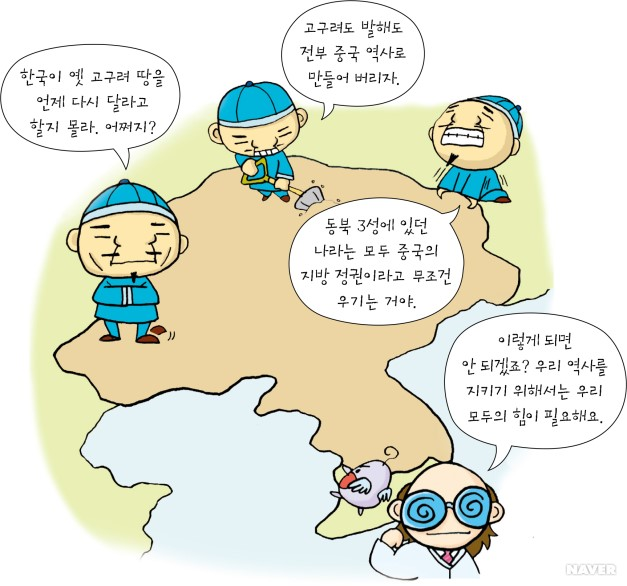 한국이 옛 고구려 땅을
언제 다시 달라고
할지 몰라. 어쩌지?
고구려도 발해도
전부 중국 역사로
만들어 버리자.
동북 3성에 있던
나라는 모두 중국의
지방 정권이라고 무조건
우기는 거야.
이렇게 되면
안 되겠죠? 우리 역사를
지키기 위해서는 우리
모두의 힘이 필요해요.
NAVER